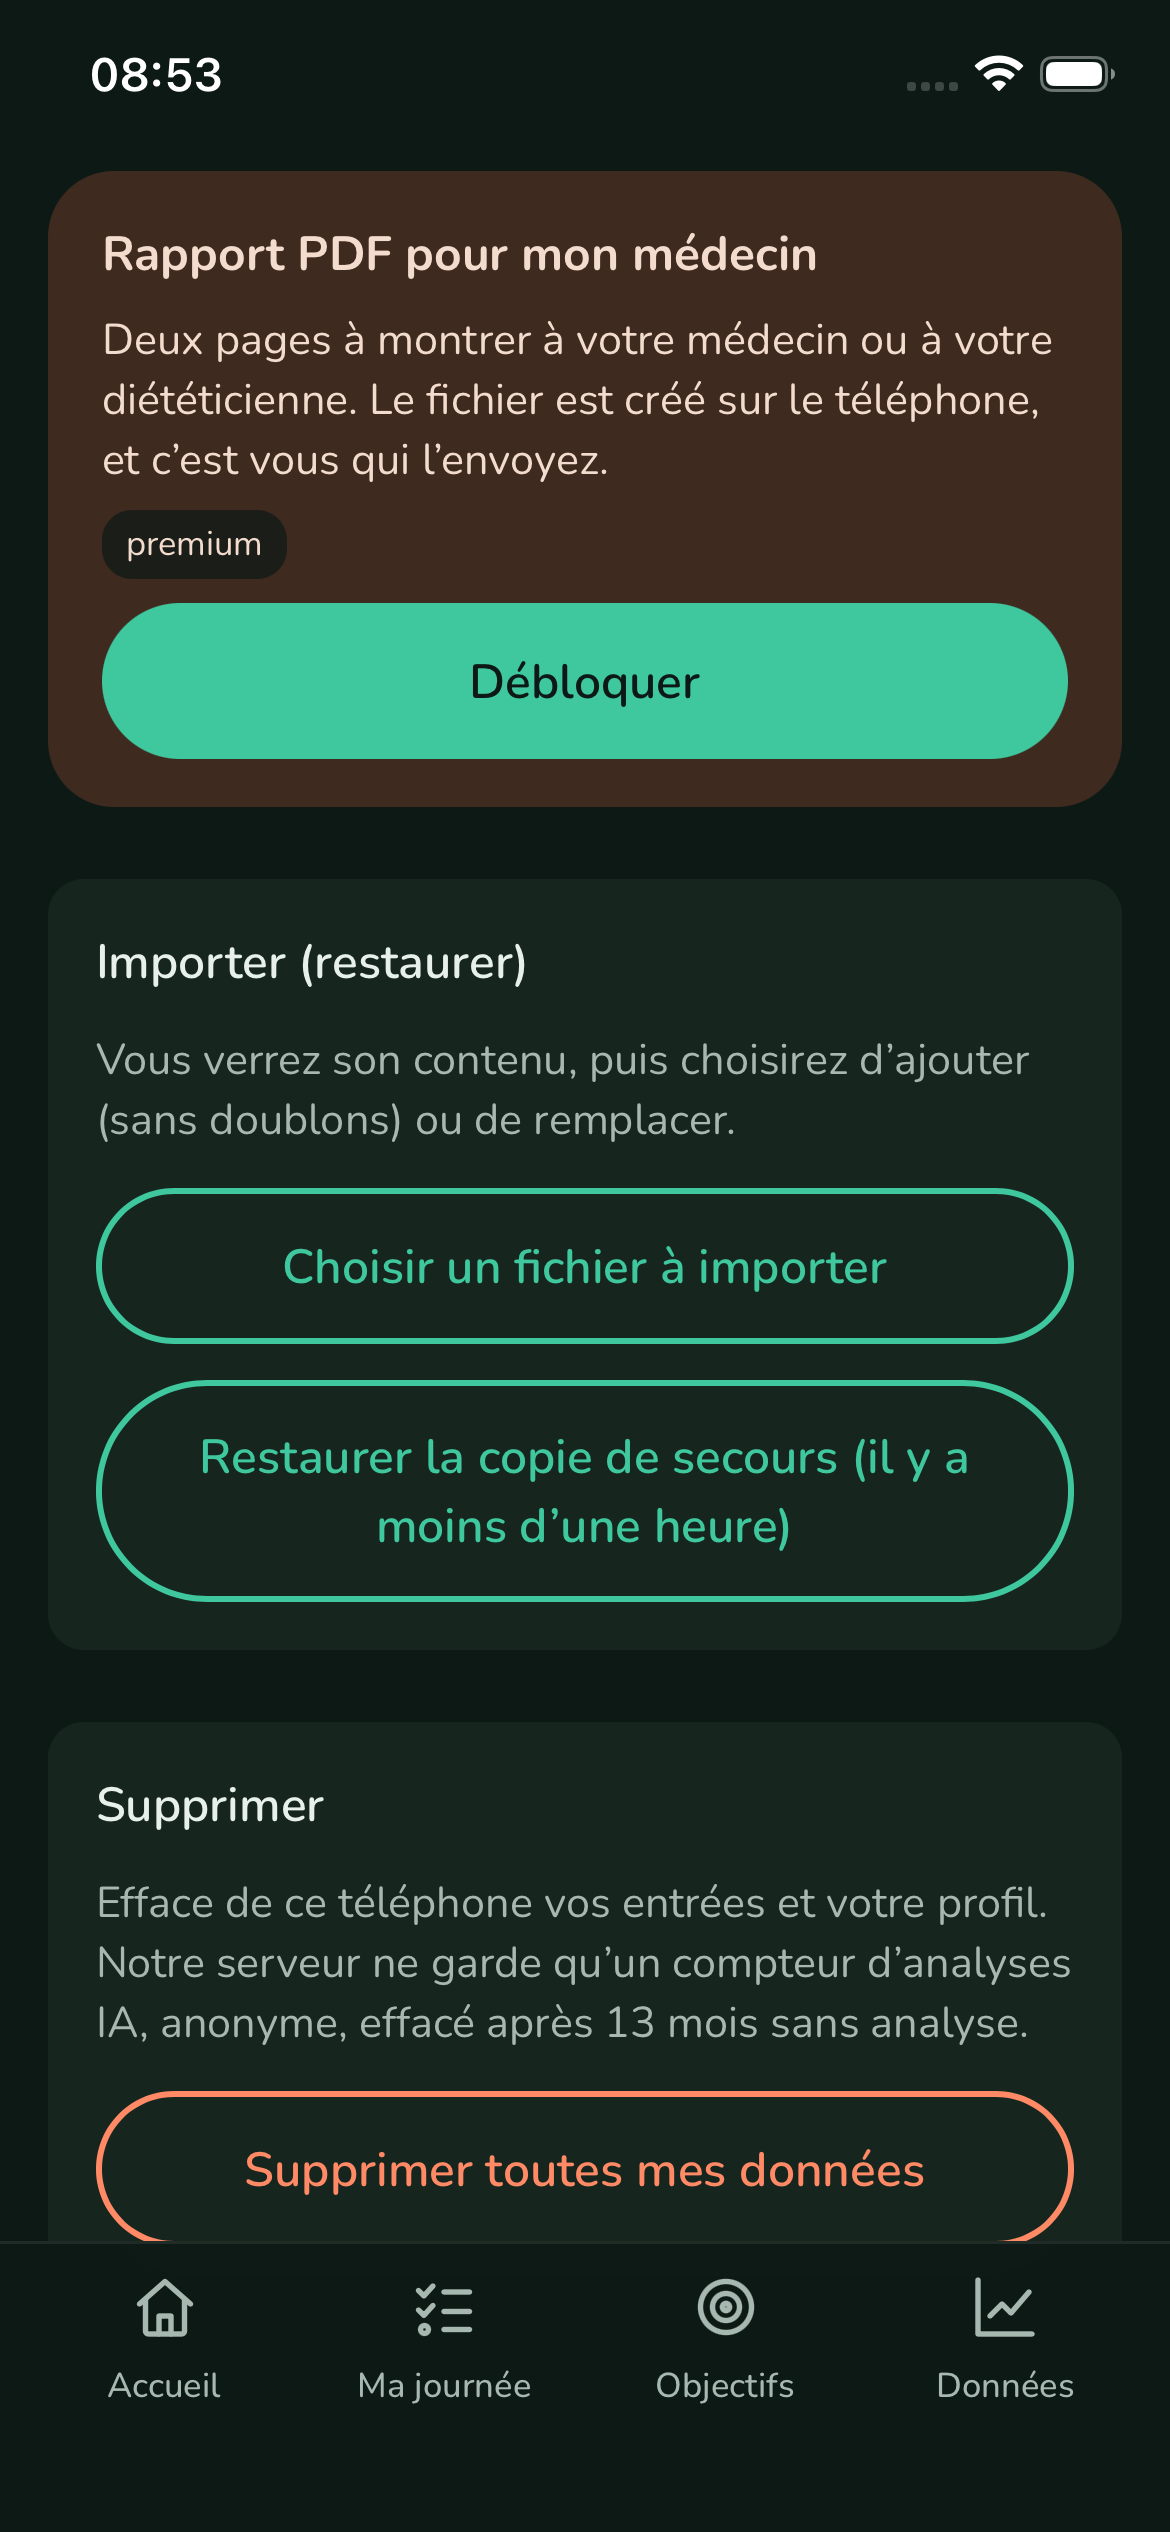 08:53
Rapport PDF pour mon médecin
Deux pages à montrer à votre médecin ou à votre
diététicienne. Le fichier est créé sur le téléphone,
et c’est vous qui l’envoyez.
premium
Débloquer
Importer (restaurer)
Vous verrez son contenu, puis choisirez d’ajouter
(sans doublons) ou de remplacer.
Choisir un fichier à importer
Restaurer la copie de secours (il y a
moins d’une heure)
Supprimer
Efface de ce téléphone vos entrées et votre profil.
Notre serveur ne garde qu’un compteur d’analyses
IA, anonyme, effacé après 13 mois sans analyse.
Supprimer toutes mes données
Accueil
Ma journée
Objectifs
Données